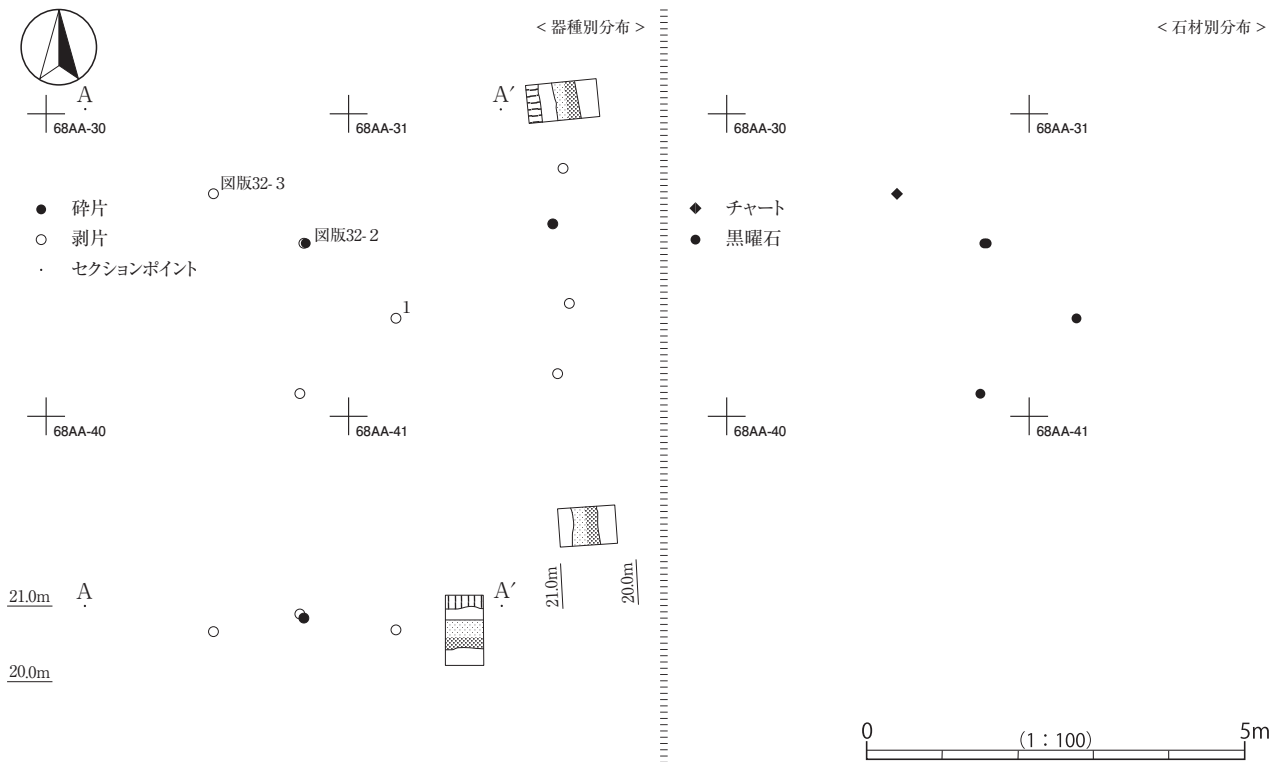 < 器種別分布 >
A
A′
68AA-30
68AA-31
図版32-3
● 砕片
○ 剥片
· セクションポイント
図版32-2
1
68AA-40
68AA-41
21.0m
20.0m
A
A′
21.0m
20.0m
< 石材別分布 >
68AA-30
68AA-31
◆ チャート
● 黒曜石
68AA-40
68AA-41
0 (1：100) 5m